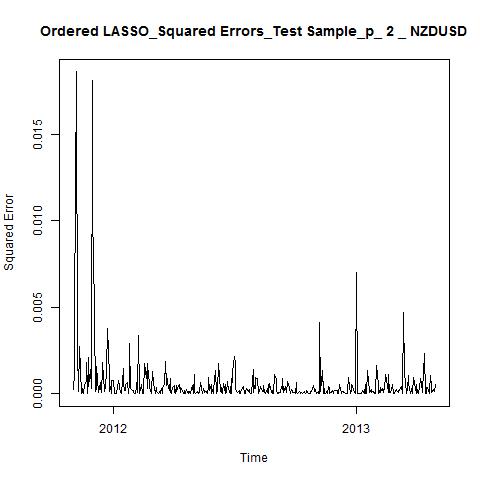 Ordered LASSO_Squared Errors_Test Sample_p_ 2 _ NZDUSD
0.015
0.010
0.005
0.000
Squared Error
2012
2013
Time